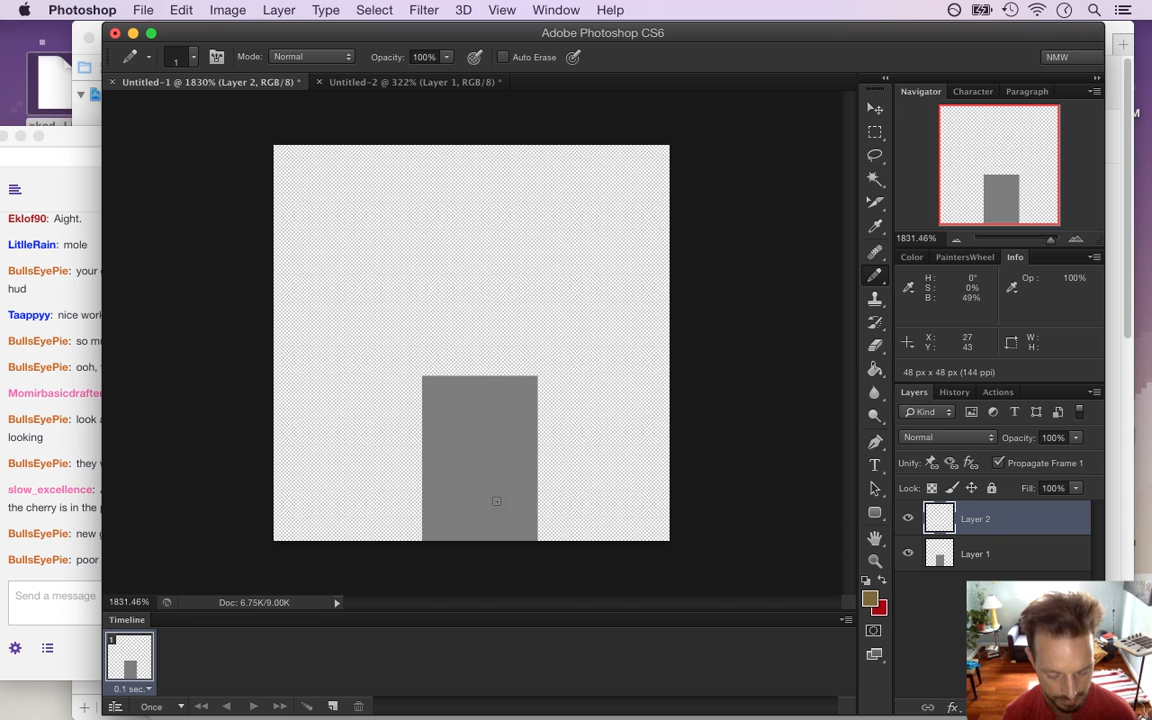 Photoshop File Edit Image Layer Type Select Filter 3D View Window Help
Adobe Photoshop CS6
1 Mode: Normal Opacity: 100% Auto Erase NMW
× Untitled-1 @ 1830% (Layer 2, RGB/8) * × Untitled-2 @ 322% (Layer 1, RGB/8) *
Navigator Character Paragraph
Eklof90: Aight.
LitlleRain: mole
BullsEyePie: your
hud
Taappyy: nice work
BullsEyePie: so
BullsEyePie: ooh,
Momirbasicdrafter
BullsEyePie: look
looking
BullsEyePie: they
slow_excellence:
the cherry is in the
BullsEyePie: new
BullsEyePie: poor
Send a message
1831.46%
Color PaintersWheel Info
H: 0° Op: 100%
S: 0%
B: 49%
X: 27 W:
Y: 43 H:
48 px x 48 px (144 ppi)
Layers History Actions
Kind
Normal Opacity: 100%
Unify: Propagate Frame 1
Lock: Fill: 100%
Layer 2
Layer 1
1831.46% Doc: 6.75K/9.00K
Timeline
1
0.1 sec.
Once
fx